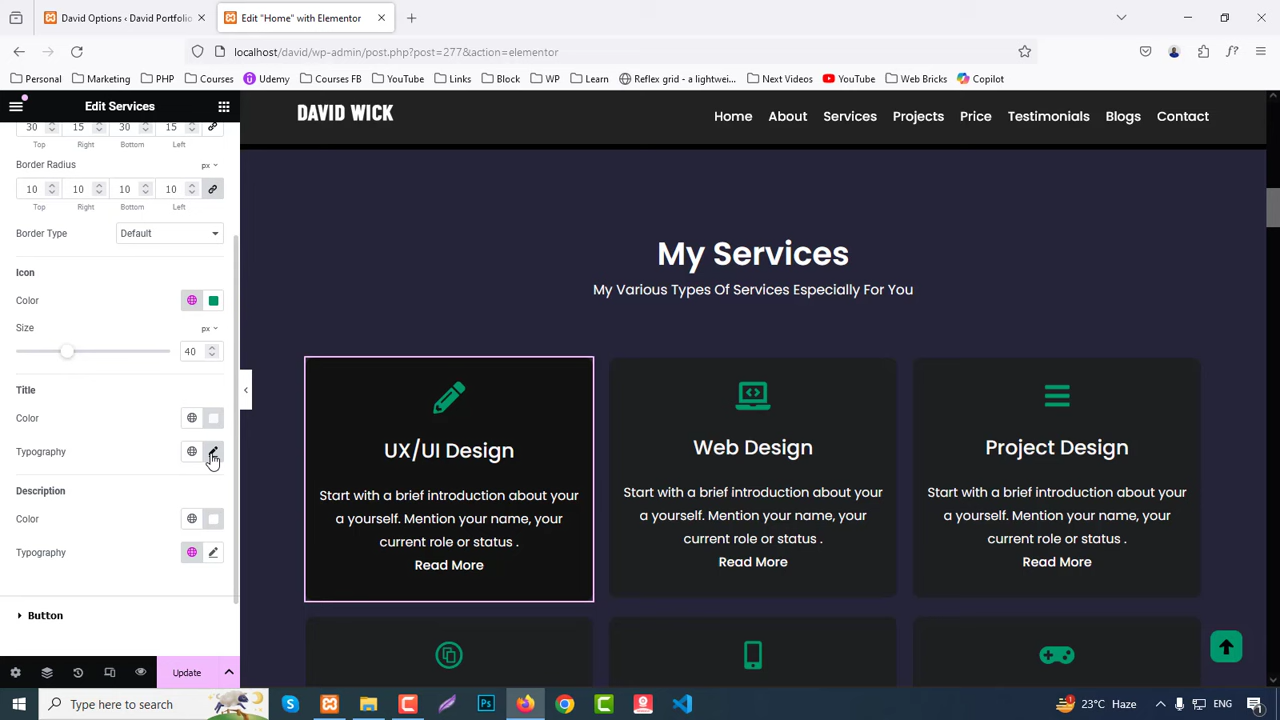 David Options ‹ David Portfolio
Edit "Home" with Elementor
localhost/david/wp-admin/post.php?post=277&action=elementor
Personal Marketing PHP Courses Udemy Courses FB YouTube Links Block WP Learn Reflex grid - a lightwei... Next Videos YouTube Web Bricks Copilot
Edit Services
DAVID WICK
Home About Services Projects Price Testimonials Blogs Contact
30 15 30 15
Top Right Bottom Left
Border Radius px
10 10 10 10
Top Right Bottom Left
Border Type Default
Icon
Color
Size px
40
Title
Color
Typography
Description
Color
Typography
Button
Update
My Services
My Various Types Of Services Especially For You
UX/UI Design
Start with a brief introduction about your
a yourself. Mention your name, your
current role or status .
Read More
Web Design
Start with a brief introduction about your
a yourself. Mention your name, your
current role or status .
Read More
Project Design
Start with a brief introduction about your
a yourself. Mention your name, your
current role or status .
Read More
Type here to search
Ps
23°C Haze
ENG